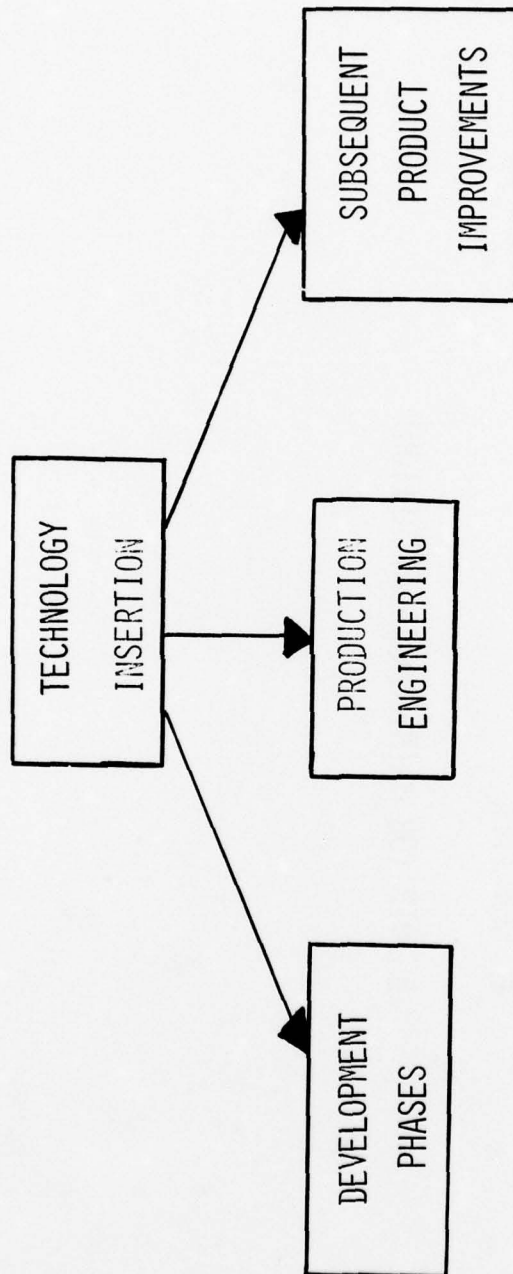 TECHNOLOGY
INSERTION
DEVELOPMENT
PHASES
PRODUCTION
ENGINEERING
SUBSEQUENT
PRODUCT
IMPROVEMENTS